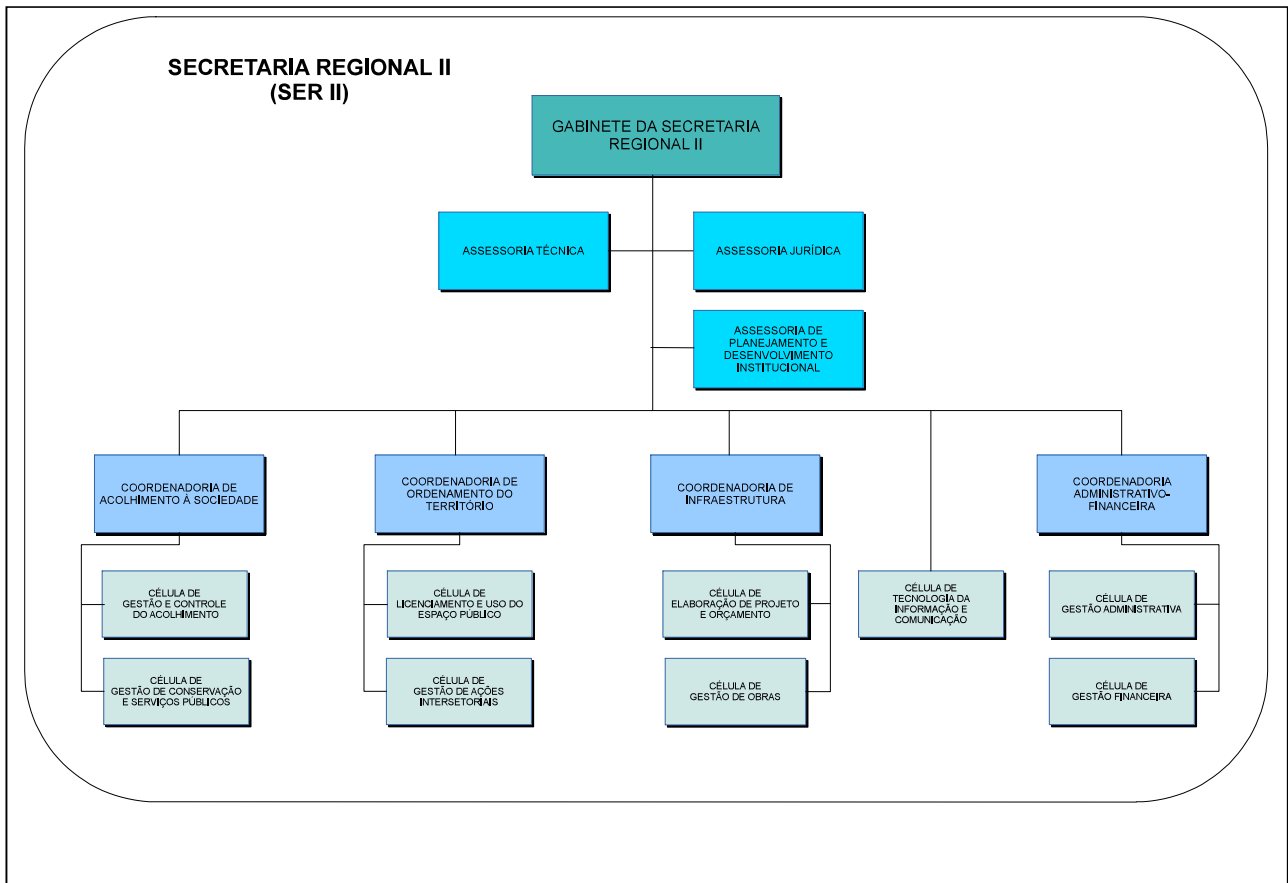 SECRETARIA REGIONAL II
(SER II)
GABINETE DA SECRETARIA
REGIONAL II
ASSESSORIA TÉCNICA
ASSESSORIA JURÍDICA
ASSESSORIA DE
PLANEJAMENTO E
DESENVOLVIMENTO
INSTITUCIONAL
COORDENADORIA DE
ACOLHIMENTO À SOCIEDADE
COORDENADORIA DE
ORDENAMENTO DO
TERRITÓRIO
COORDENADORIA DE
INFRAESTRUTURA
COORDENADORIA
ADMINISTRATIVO-
FINANCEIRA
CÉLULA DE
GESTÃO E CONTROLE
DO ACOLHIMENTO
CÉLULA DE
LICENCIAMENTO E USO DO
ESPAÇO PÚBLICO
CÉLULA DE
ELABORAÇÃO DE PROJETO
E ORÇAMENTO
CÉLULA DE
TECNOLOGIA DA
INFORMAÇÃO E
COMUNICAÇÃO
CÉLULA DE
GESTÃO ADMINISTRATIVA
CÉLULA DE
GESTÃO DE CONSERVAÇÃO
E SERVIÇOS PÚBLICOS
CÉLULA DE
GESTÃO DE AÇÕES
INTERSETORIAIS
CÉLULA DE
GESTÃO DE OBRAS
CÉLULA DE
GESTÃO FINANCEIRA